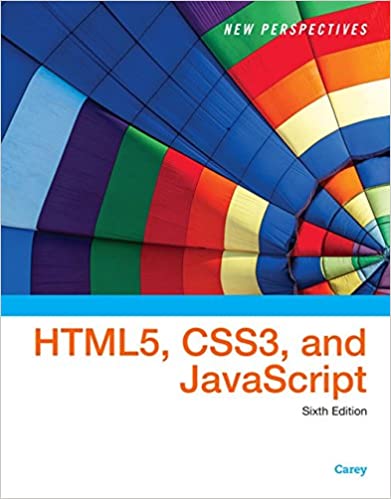 NEW PERSPECTIVES
HTML5, CSS3, and
JavaScript
Sixth Edition
Carey